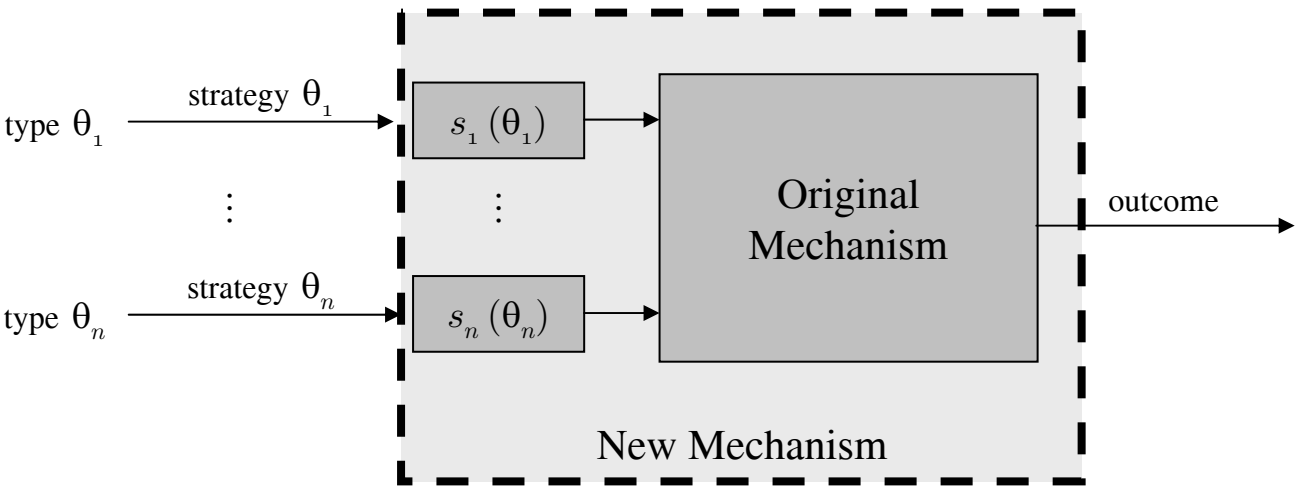 strategy θ₁
type θ₁
s₁ (θ₁)
⋮
⋮
Original
Mechanism
outcome
strategy θₙ
type θₙ
sₙ (θₙ)
New Mechanism